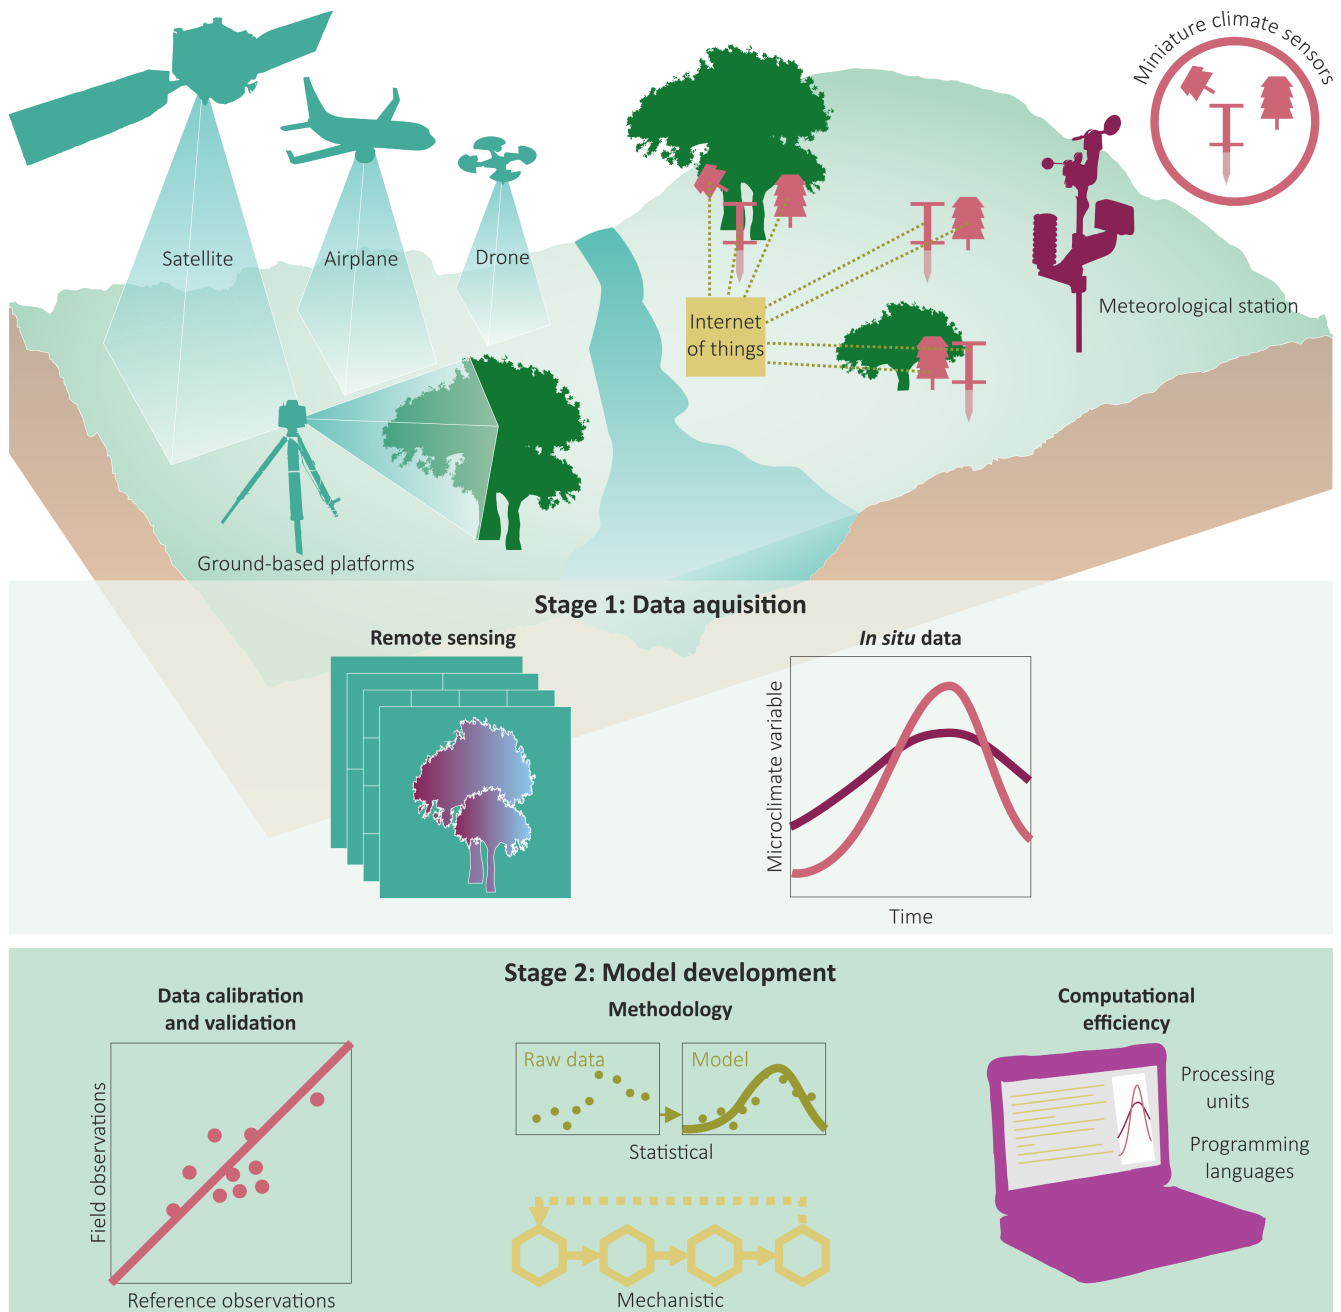 Miniature climate sensors
Satellite
Airplane
Drone
Internet
of things
Meteorological station
Ground-based platforms
Stage 1: Data aquisition
Remote sensing
In situ data
Microclimate variable
Time
Stage 2: Model development
Data calibration
and validation
Field observations
Reference observations
Methodology
Raw data
Model
Statistical
Mechanistic
Computational
efficiency
Processing
units
Programming
languages